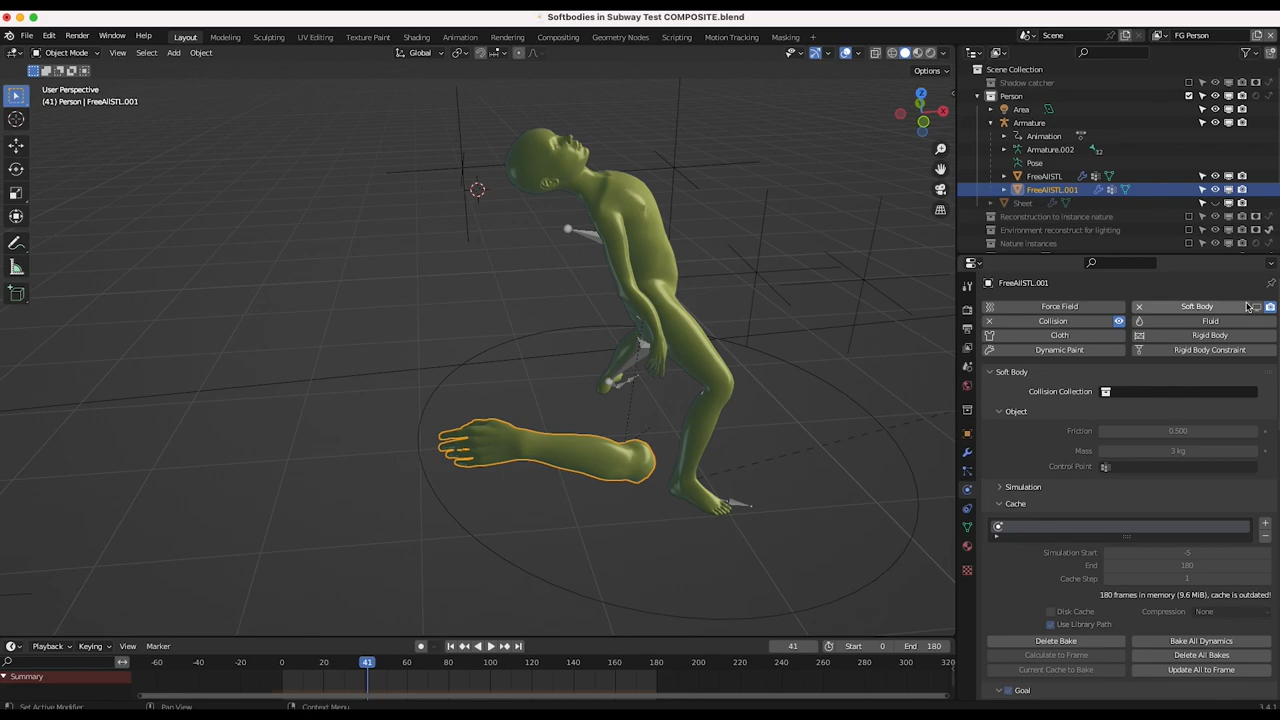 Softbodies in Subway Test COMPOSITE.blend
File Edit Render Window Help Layout Modeling Sculpting UV Editing Texture Paint Shading Animation Rendering Compositing Geometry Nodes Scripting Motion Tracking Masking + Scene FG Person
Object Mode View Select Add Object Global
Options
User Perspective
(41) Person | FreeAllSTL.001
Z
X
Scene Collection
Shadow catcher
Person
Area
Armature
Animation
Armature.002 12
Pose
FreeAllSTL
FreeAllSTL.001
Sheet
Reconstruction to instance nature
Environment reconstruct for lighting
Nature instances
FreeAllSTL.001
Force Field Soft Body
Collision Fluid
Cloth Rigid Body
Dynamic Paint Rigid Body Constraint
Soft Body
Collision Collection
Object
Friction 0.500
Mass 3 kg
Control Point
Simulation
Cache
Simulation Start -5
End 180
Cache Step 1
180 frames in memory (9.6 MiB), cache is outdated!
Disk Cache Compression None
Use Library Path
Delete Bake Bake All Dynamics
Calculate to Frame Delete All Bakes
Current Cache to Bake Update All to Frame
Goal
Playback Keying View Marker 41 Start 0 End 180
-60 -40 -20 0 20 41 60 80 100 120 140 160 180 200 220 240 260 280 300 320
Summary
Set Active Modifier Pan View Context Menu 3.4.1